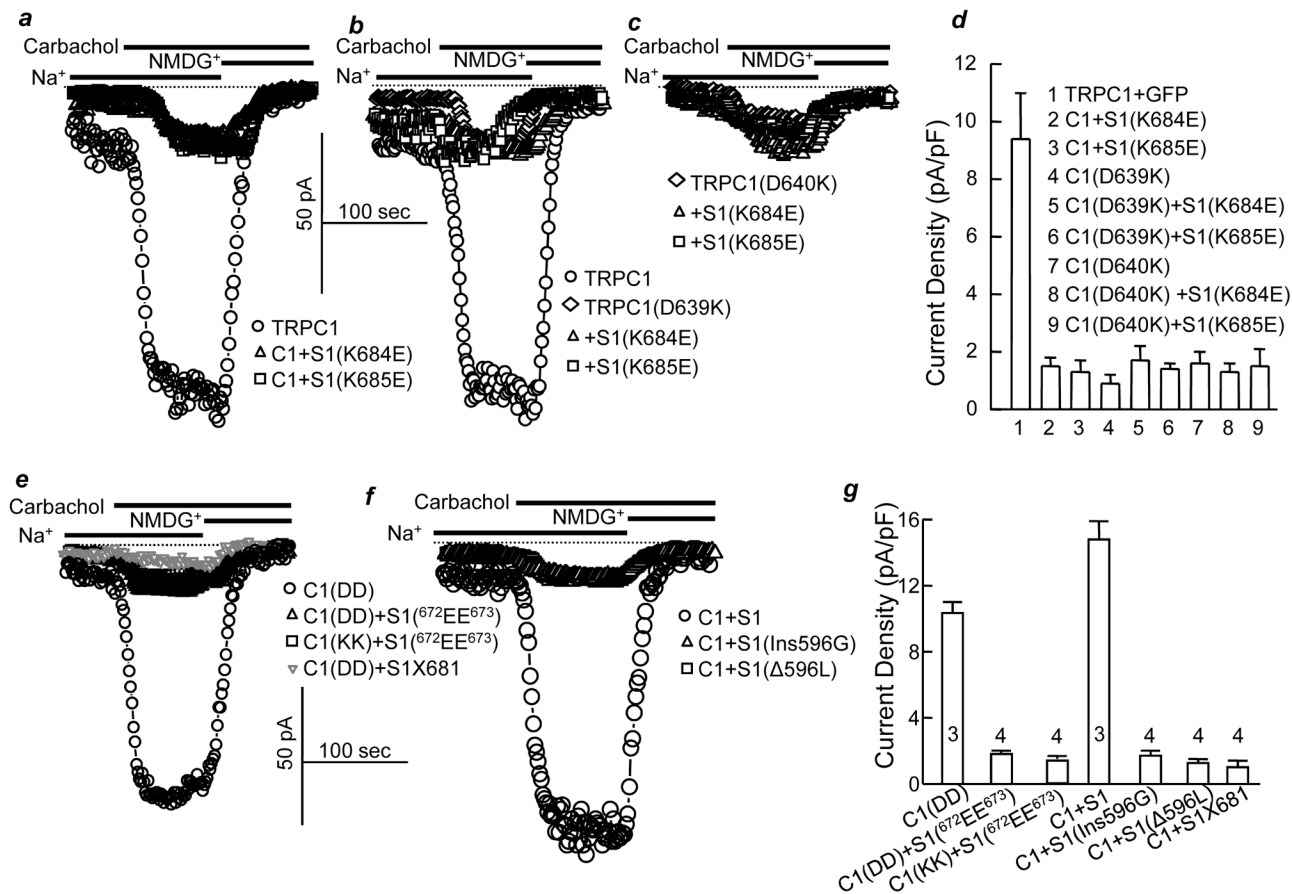 a
Carbachol
NMDG⁺
Na⁺
50 pA
100 sec
TRPC1
C1+S1(K684E)
C1+S1(K685E)
b
Carbachol
NMDG⁺
Na⁺
TRPC1
TRPC1(D639K)
+S1(K684E)
+S1(K685E)
c
Carbachol
NMDG⁺
Na⁺
TRPC1(D640K)
+S1(K684E)
+S1(K685E)
d
Current Density (pA/pF)
12
10
8
6
4
2
0
1 TRPC1+GFP
2 C1+S1(K684E)
3 C1+S1(K685E)
4 C1(D639K)
5 C1(D639K)+S1(K684E)
6 C1(D639K)+S1(K685E)
7 C1(D640K)
8 C1(D640K) +S1(K684E)
9 C1(D640K)+S1(K685E)
1 2 3 4 5 6 7 8 9
e
Carbachol
NMDG⁺
Na⁺
C1(DD)
C1(DD)+S1(⁶⁷²EE⁶⁷³)
C1(KK)+S1(⁶⁷²EE⁶⁷³)
C1(DD)+S1X681
50 pA
100 sec
f
Carbachol
NMDG⁺
Na⁺
C1+S1
C1+S1(Ins596G)
C1+S1(Δ596L)
g
Current Density (pA/pF)
16
12
8
4
0
3 4 4 3 4 4 4
C1(DD)
C1(DD)+S1(⁶⁷²EE⁶⁷³)
C1(KK)+S1(⁶⁷²EE⁶⁷³)
C1+S1
C1+S1(Ins596G)
C1+S1(Δ596L)
C1+S1X681